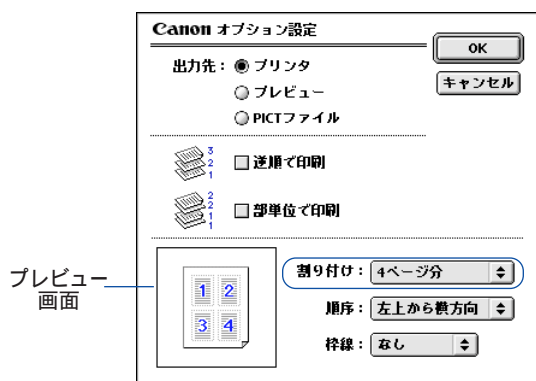 Canon オプション設定
OK
キャンセル
出力先： プリンタ
プレビュー
PICTファイル
3
2
1
逆順で印刷
2
2
1
1
部単位で印刷
プレビュー
画面
1 2
3 4
割り付け： 4ページ分
順序： 左上から横方向
枠線： なし